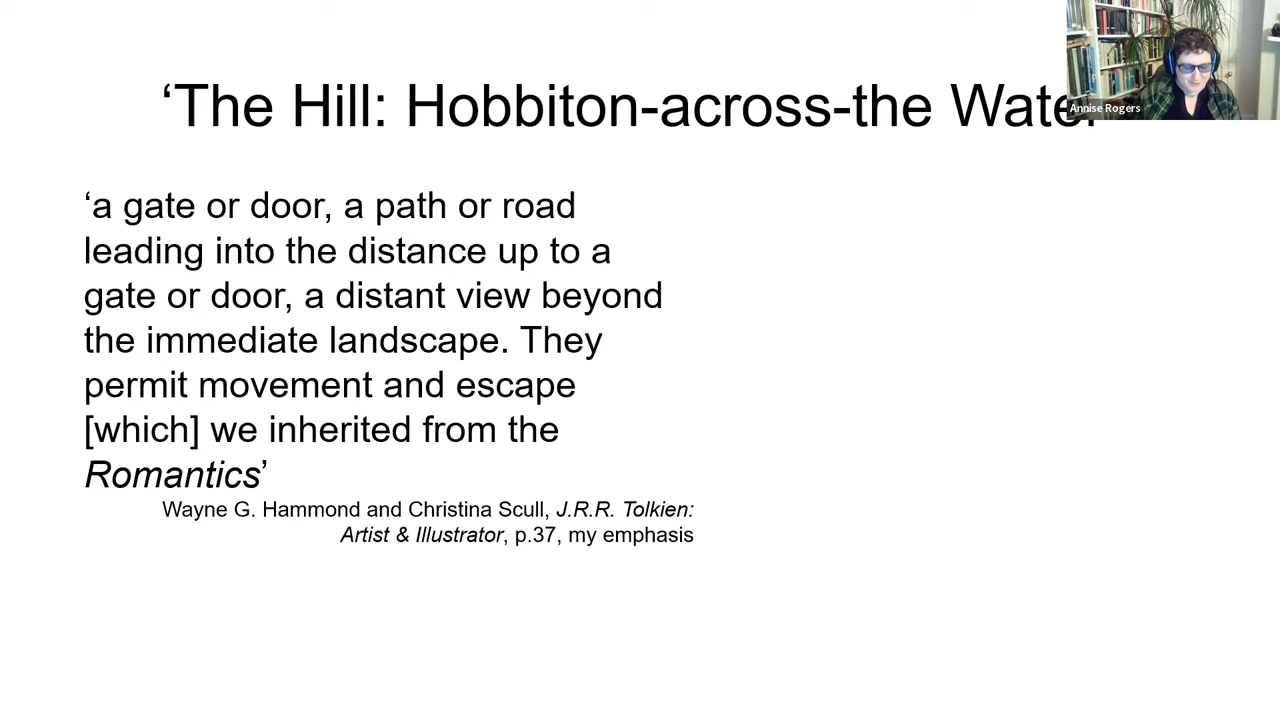 ‘The Hill: Hobbiton-across-the Wate
Annise Rogers
‘a gate or door, a path or road
leading into the distance up to a
gate or door, a distant view beyond
the immediate landscape. They
permit movement and escape
[which] we inherited from the
Romantics’
Wayne G. Hammond and Christina Scull, J.R.R. Tolkien:
Artist & Illustrator, p.37, my emphasis